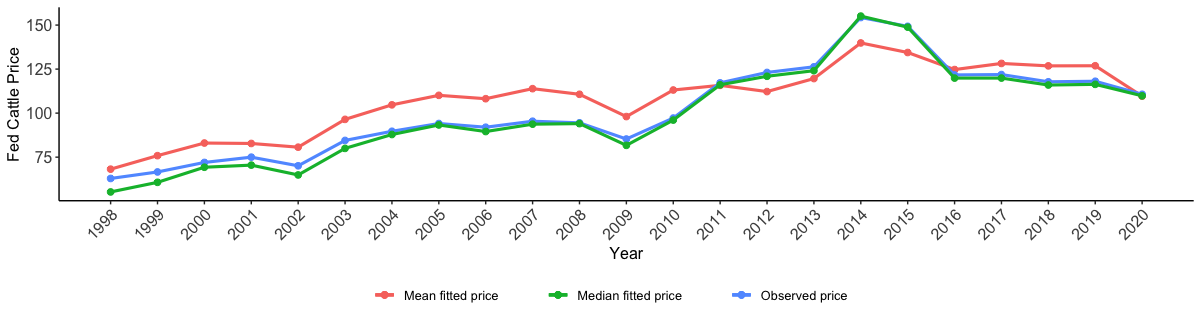 Fed Cattle Price
150
125
100
75
1998 1999 2000 2001 2002 2003 2004 2005 2006 2007 2008 2009 2010 2011 2012 2013 2014 2015 2016 2017 2018 2019 2020
Year
Mean fitted price Median fitted price Observed price